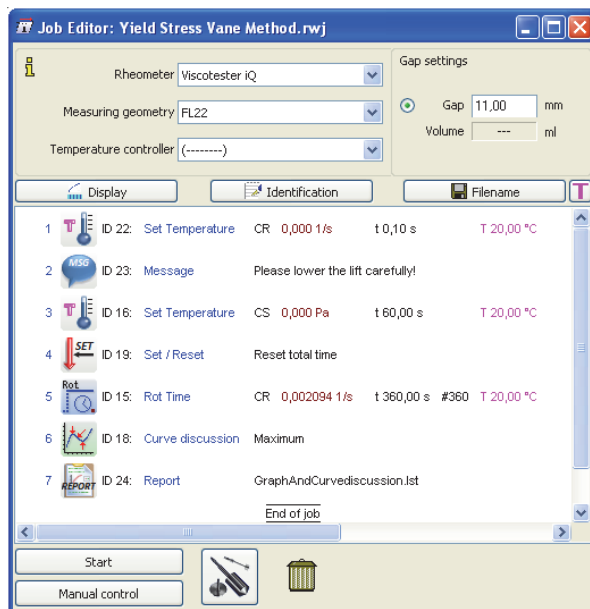 Job Editor: Yield Stress Vane Method.rwj
Rheometer Viscotester iQ
Measuring geometry FL22
Temperature controller (--------)
Gap settings
Gap 11,00 mm
Volume --- ml
Display Identification Filename T
1 T ID 22: Set Temperature CR 0,000 1/s t 0,10 s T 20,00 °C
2 MSG ID 23: Message Please lower the lift carefully!
3 T ID 16: Set Temperature CS 0,000 Pa t 60,00 s T 20,00 °C
4 SET ID 19: Set / Reset Reset total time
5 Rot ID 15: Rot Time CR 0,002094 1/s t 360,00 s #360 T 20,00 °C
6 ID 18: Curve discussion Maximum
7 REPORT ID 24: Report GraphAndCurvediscussion.lst
End of job
Start
Manual control